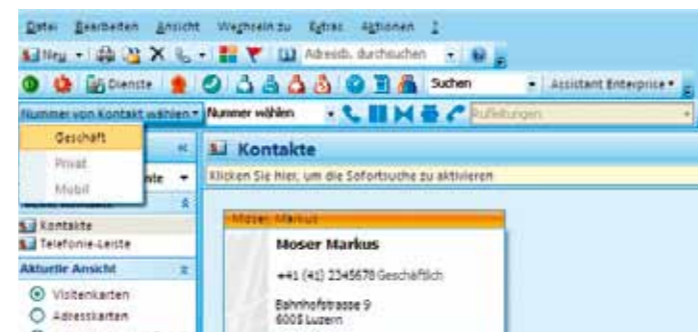 Datei Bearbeiten Ansicht Wechseln zu Extras Aktionen ?
Neu Adressb. durchsuchen
Dienste Suchen Assistant Enterprise
Nummer von Kontakt wählen Nummer wählen Rufleitungen
Geschäft
Privat
Mobil
Kontakte
Klicken Sie hier, um die Sofortsuche zu aktivieren
Kontakte
Telefonie-Leiste
Aktuelle Ansicht
Visitenkarten
Adresskarten
Moser, Markus
Moser Markus
+41 (41) 2345678 Geschäftlich
Bahnhofstrasse 9
6005 Luzern